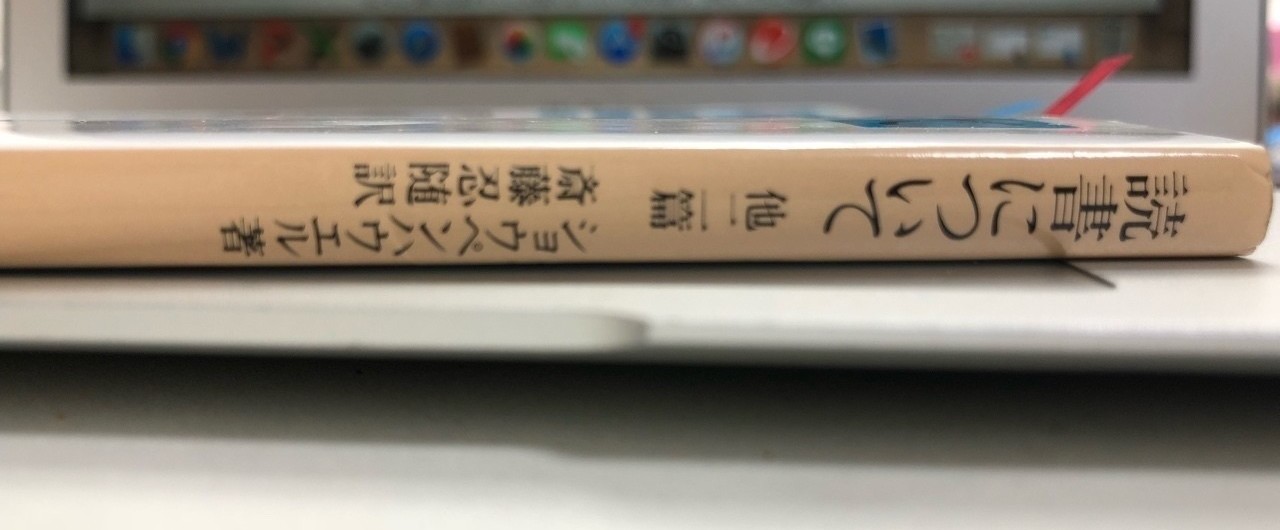 読書について
他二篇
ショウペンハウエル著
斎藤忍随訳